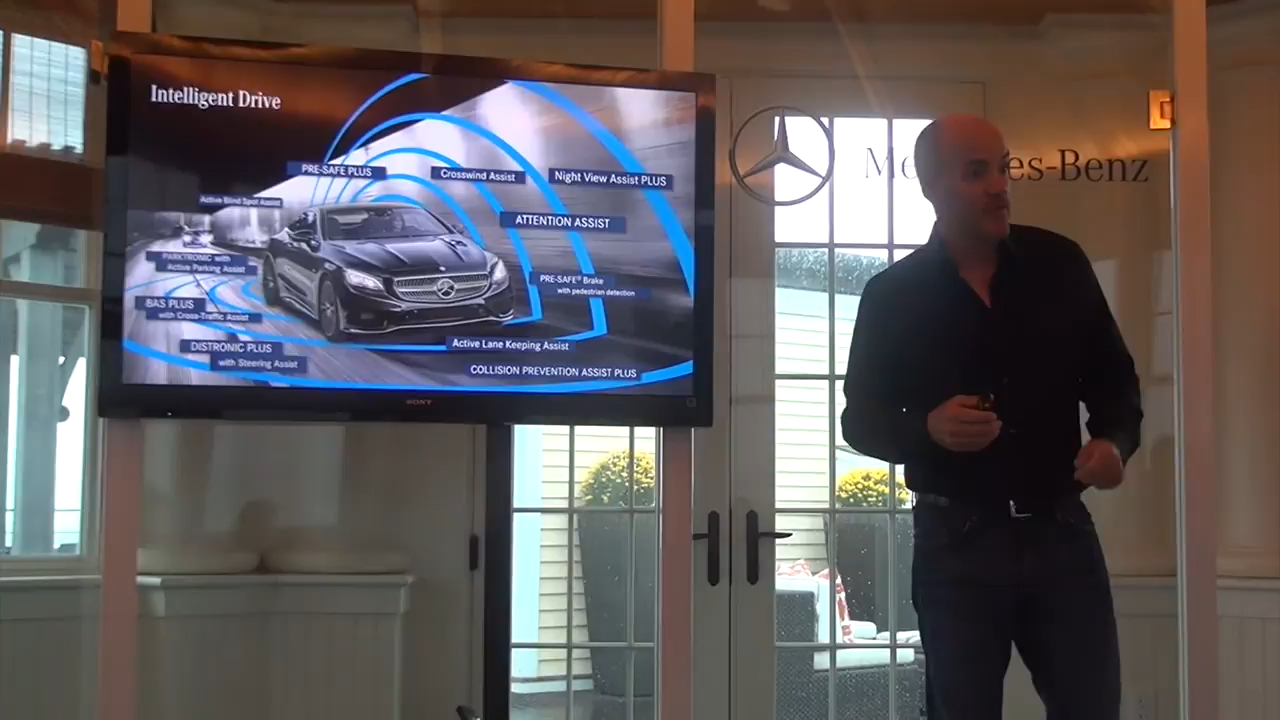 Intelligent Drive
PRE-SAFE PLUS
Crosswind Assist
Night View Assist PLUS
Active Blind Spot Assist
ATTENTION ASSIST
PARKTRONIC with
Active Parking Assist
PRE-SAFE® Brake
with pedestrian detection
BAS PLUS
with Cross-Traffic Assist
DISTRONIC PLUS
with Steering Assist
Active Lane Keeping Assist
COLLISION PREVENTION ASSIST PLUS
SONY
Me es-Benz